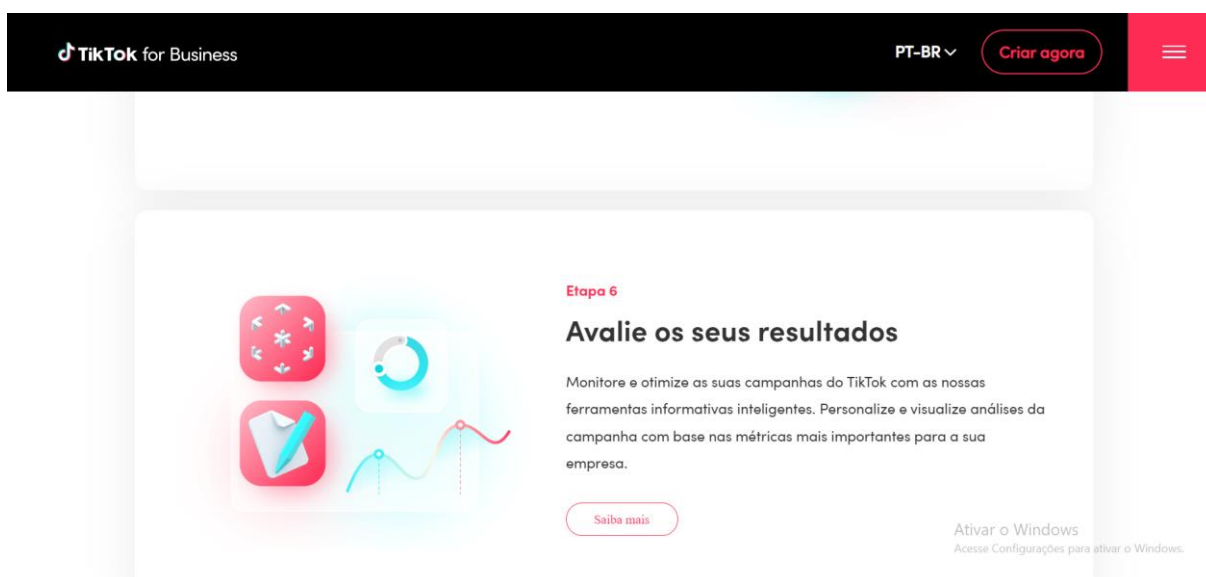 TikTok for Business
PT-BR
Criar agora
Etapa 6
Avalie os seus resultados
Monitore e otimize as suas campanhas do TikTok com as nossas
ferramentas informativas inteligentes. Personalize e visualize análises da
campanha com base nas métricas mais importantes para a sua
empresa.
Saiba mais
Ativar o Windows
Acesse Configurações para ativar o Windows.